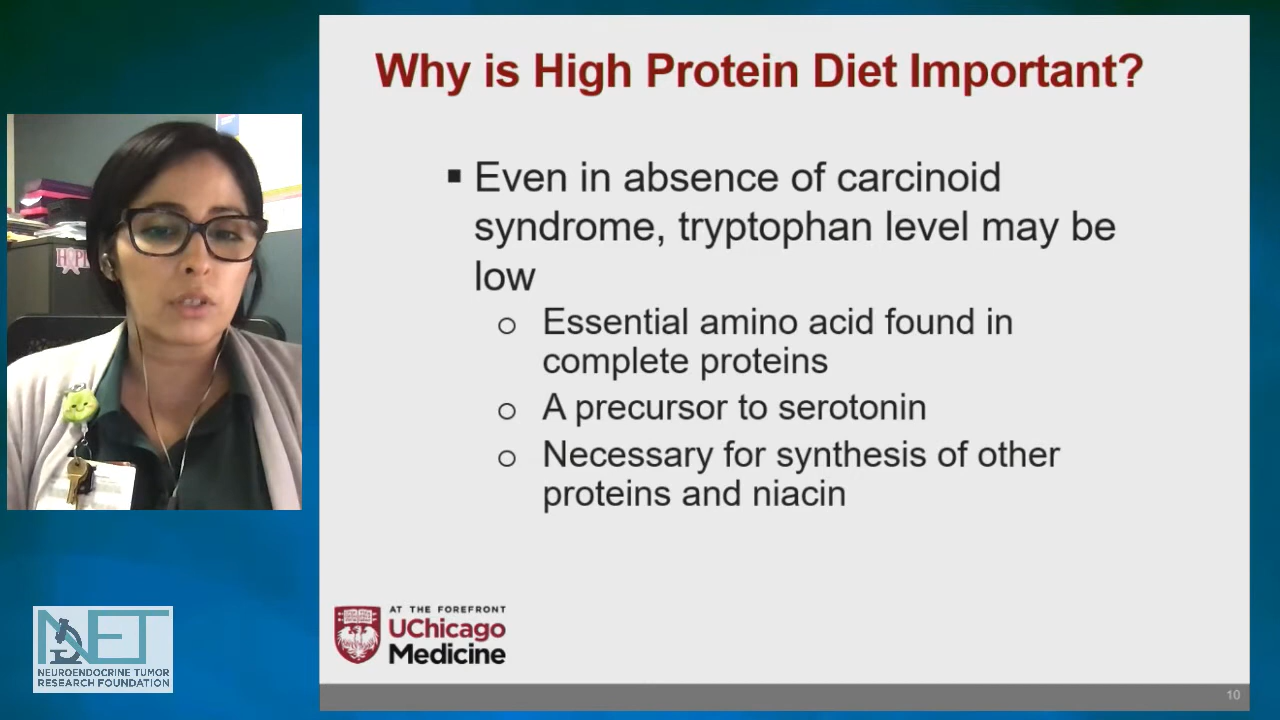 Why is High Protein Diet Important?
Even in absence of carcinoid
syndrome, tryptophan level may be
low
Essential amino acid found in
complete proteins
A precursor to serotonin
Necessary for synthesis of other
proteins and niacin
AT THE FOREFRONT
UChicago
Medicine
10
NET
NEUROENDOCRINE TUMOR
RESEARCH FOUNDATION